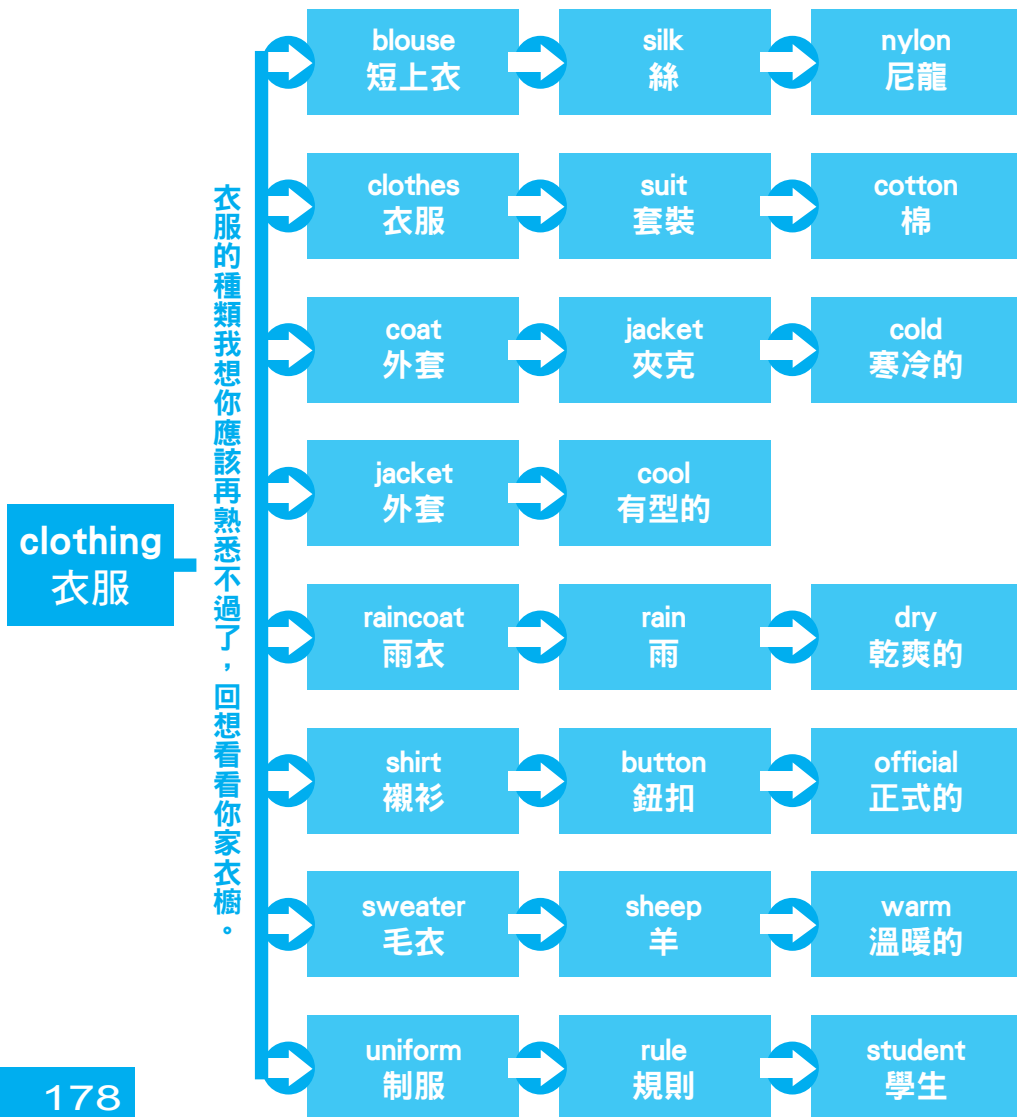 clothing
衣服
衣服的種類我想你應該再熟悉不過了，回想看看你家衣櫥。
blouse
短上衣
silk
絲
nylon
尼龍
clothes
衣服
suit
套裝
cotton
棉
coat
外套
jacket
夾克
cold
寒冷的
jacket
外套
cool
有型的
raincoat
雨衣
rain
雨
dry
乾爽的
shirt
襯衫
button
鈕扣
official
正式的
sweater
毛衣
sheep
羊
warm
溫暖的
uniform
制服
rule
規則
student
學生
178